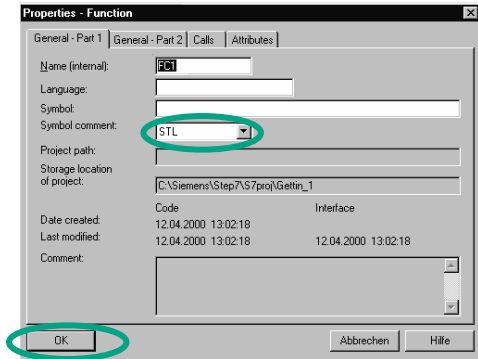 Properties - Function
General - Part 1 General - Part 2 Calls Attributes
Name (internal): FC1
Language:
Symbol:
Symbol comment: STL
Project path:
Storage location
of project: C:\Siemens\Step7\S7proj\Gettin_1
Code Interface
Date created: 12.04.2000 13:02:18
Last modified: 12.04.2000 13:02:18 12.04.2000 13:02:18
Comment:
OK Abbrechen Hilfe